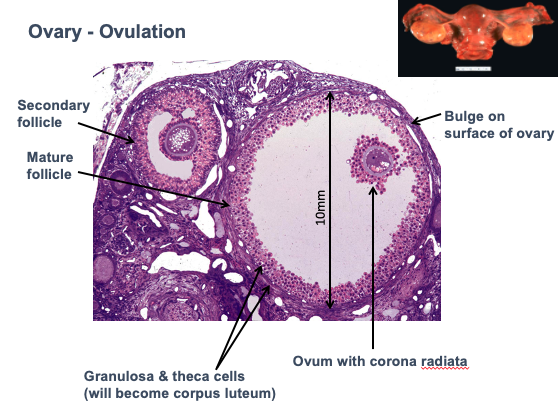 Ovary - Ovulation
Secondary
follicle
Mature
follicle
Bulge on
surface of ovary
10mm
Ovum with corona radiata
Granulosa & theca cells
(will become corpus luteum)